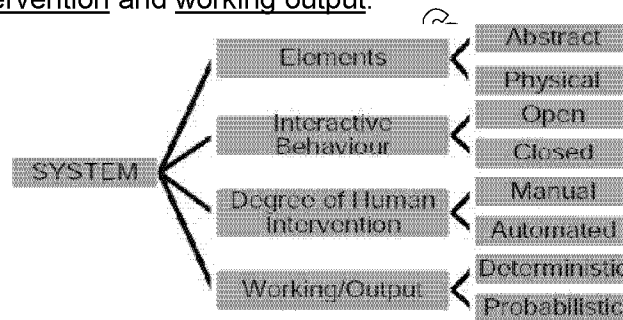 ervention and working output.
Elements
Abstract
Physical
Interactive
Behaviour
Open
Closed
SYSTEM
Degree of Human
Intervention
Manual
Automated
Working/Output
Deterministic
Probabilistic